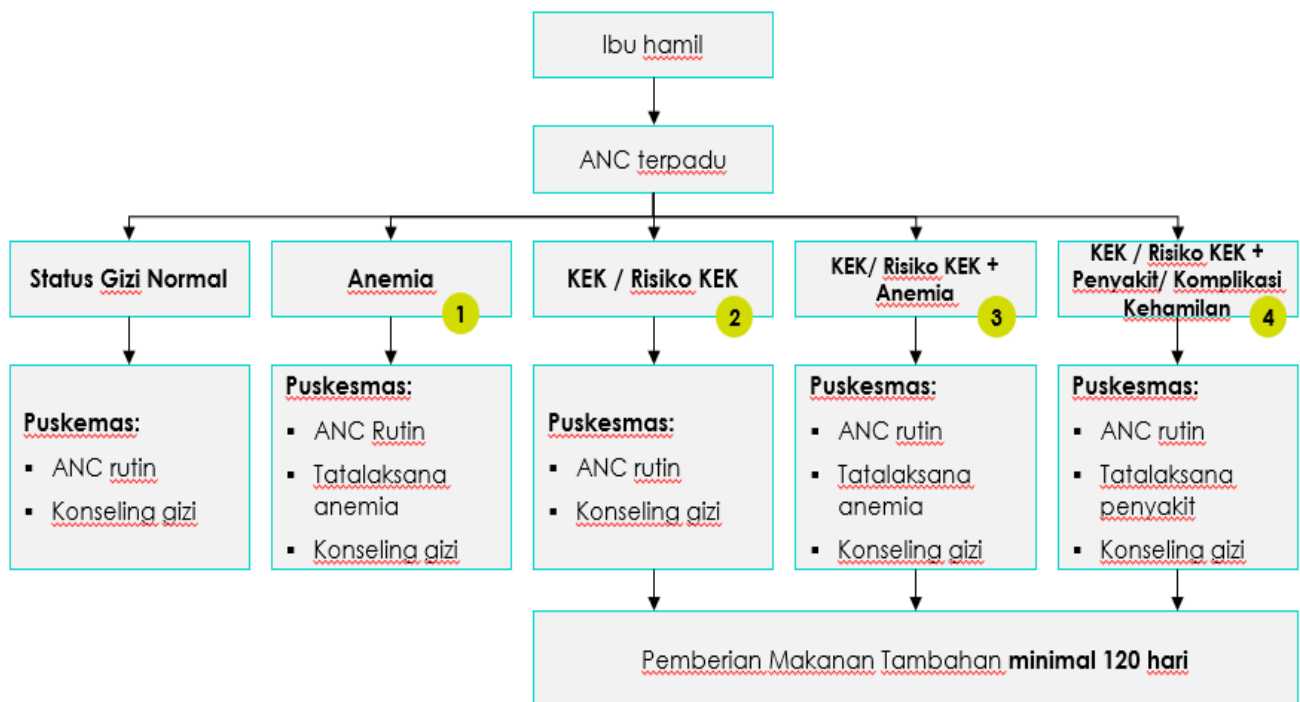 Ibu hamil
ANC terpadu
Status Gizi Normal
Anemia
1
KEK / Risiko KEK
2
KEK/ Risiko KEK +
Anemia
3
KEK / Risiko KEK +
Penyakit/ Komplikasi
Kehamilan
4
Puskemas:
▪ ANC rutin
▪ Konseling gizi
Puskesmas:
▪ ANC Rutin
▪ Tatalaksana
anemia
▪ Konseling gizi
Puskesmas:
▪ ANC rutin
▪ Konseling gizi
Puskesmas:
▪ ANC rutin
▪ Tatalaksana
anemia
▪ Konseling gizi
Puskesmas:
▪ ANC rutin
▪ Tatalaksana
penyakit
▪ Konseling gizi
Pemberian Makanan Tambahan minimal 120 hari